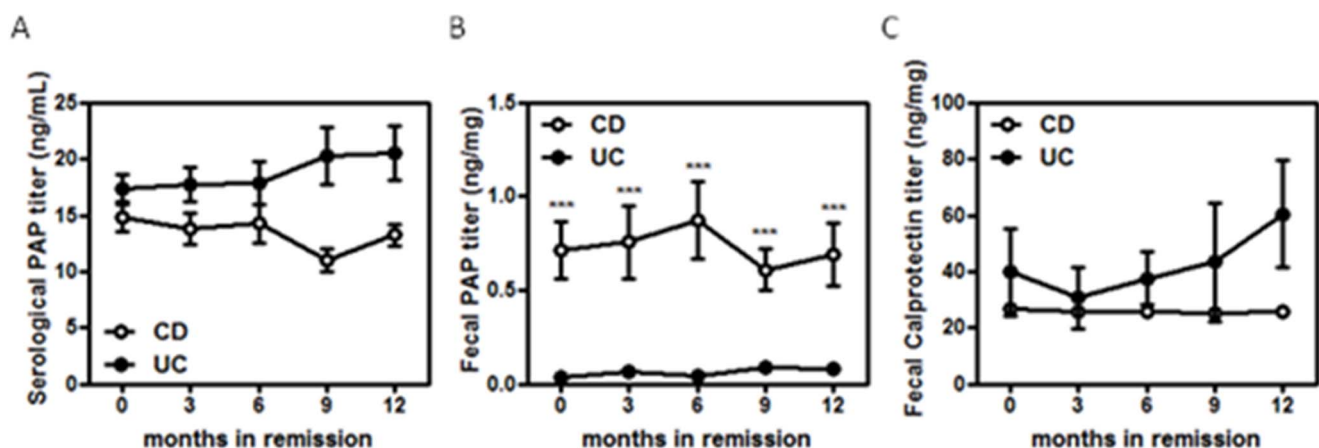 A
Serological PAP titer (ng/mL)
25
20
15
10
5
0
CD
UC
0 3 6 9 12
months in remission
B
Fecal PAP titer (ng/mg)
1.5
1.0
0.5
0.0
CD
UC
*** *** *** *** ***
0 3 6 9 12
months in remission
C
Fecal Calprotectin titer (ng/mg)
100
80
60
40
20
0
CD
UC
0 3 6 9 12
months in remission